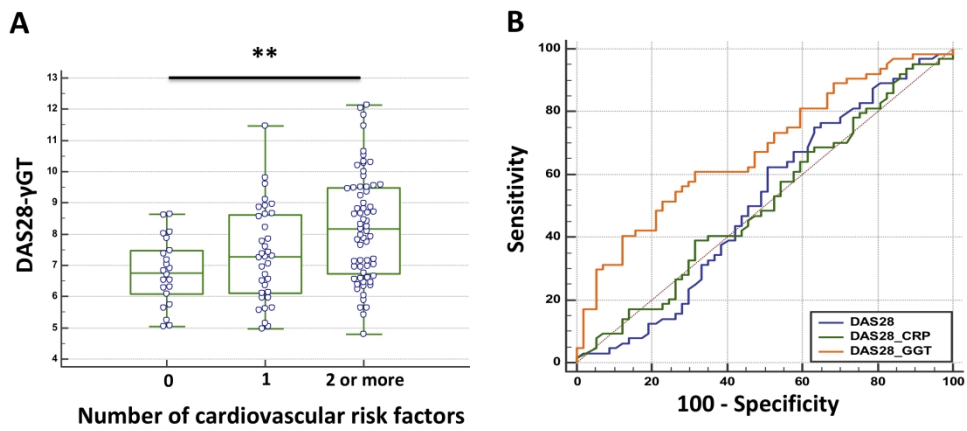 A
**
DAS28-γGT
13
12
11
10
9
8
7
6
5
4
0 1 2 or more
Number of cardiovascular risk factors
B
Sensitivity
100
80
60
40
20
0
0 20 40 60 80 100
DAS28
DAS28_CRP
DAS28_GGT
100 - Specificity